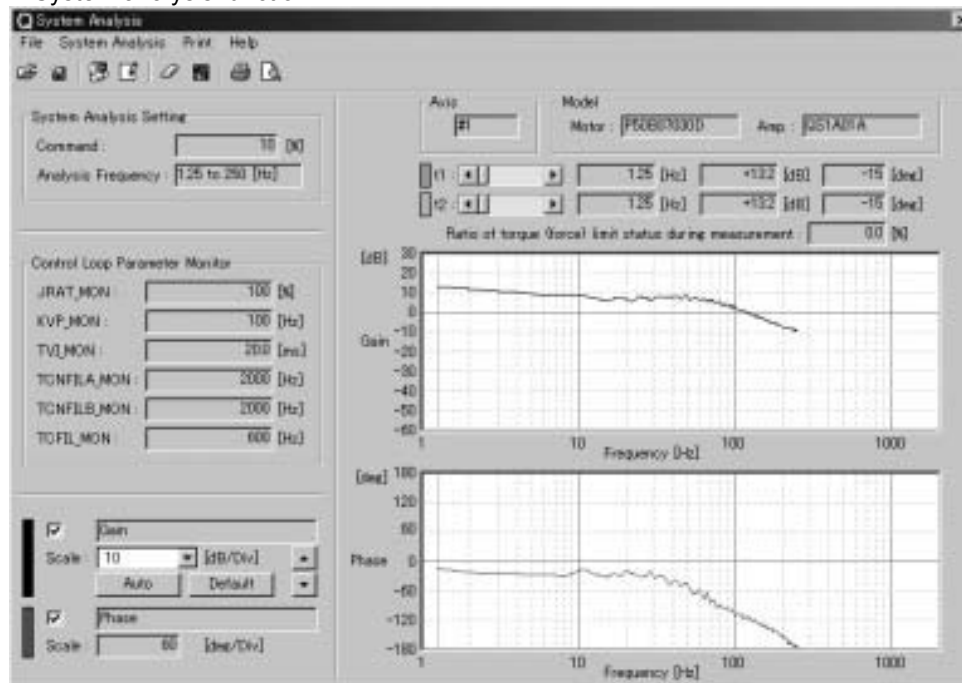 System Analysis
File System Analysis Print Help
System Analysis Setting
Command : 10 [%]
Analysis Frequency : 1.25 to 250 [Hz]
Axis
#1
Model
Motor : P50B07030D Amp. : QS1A01A
t1 : 1.25 [Hz] +13.2 [dB] -15 [deg]
t2 : 1.25 [Hz] +13.2 [dB] -15 [deg]
Ratio of torque (force) limit status during measurement : 0.0 [%]
Control Loop Parameter Monitor
JRAT_MON : 100 [%]
KVP_MON : 100 [Hz]
TVI_MON : 20.0 [ms]
TCNFILA_MON : 2000 [Hz]
TCNFILB_MON : 2000 [Hz]
TCFIL_MON : 600 [Hz]
Gain
Scale : 10 [dB/Div]
Auto Default
Phase
Scale : 60 [deg/Div]
[dB] 30
20
10
0
-10
Gain
-20
-30
-40
-50
-60
1 10 100 1000
Frequency [Hz]
[deg] 180
120
60
Phase 0
-60
-120
-180
1 10 100 1000
Frequency [Hz]